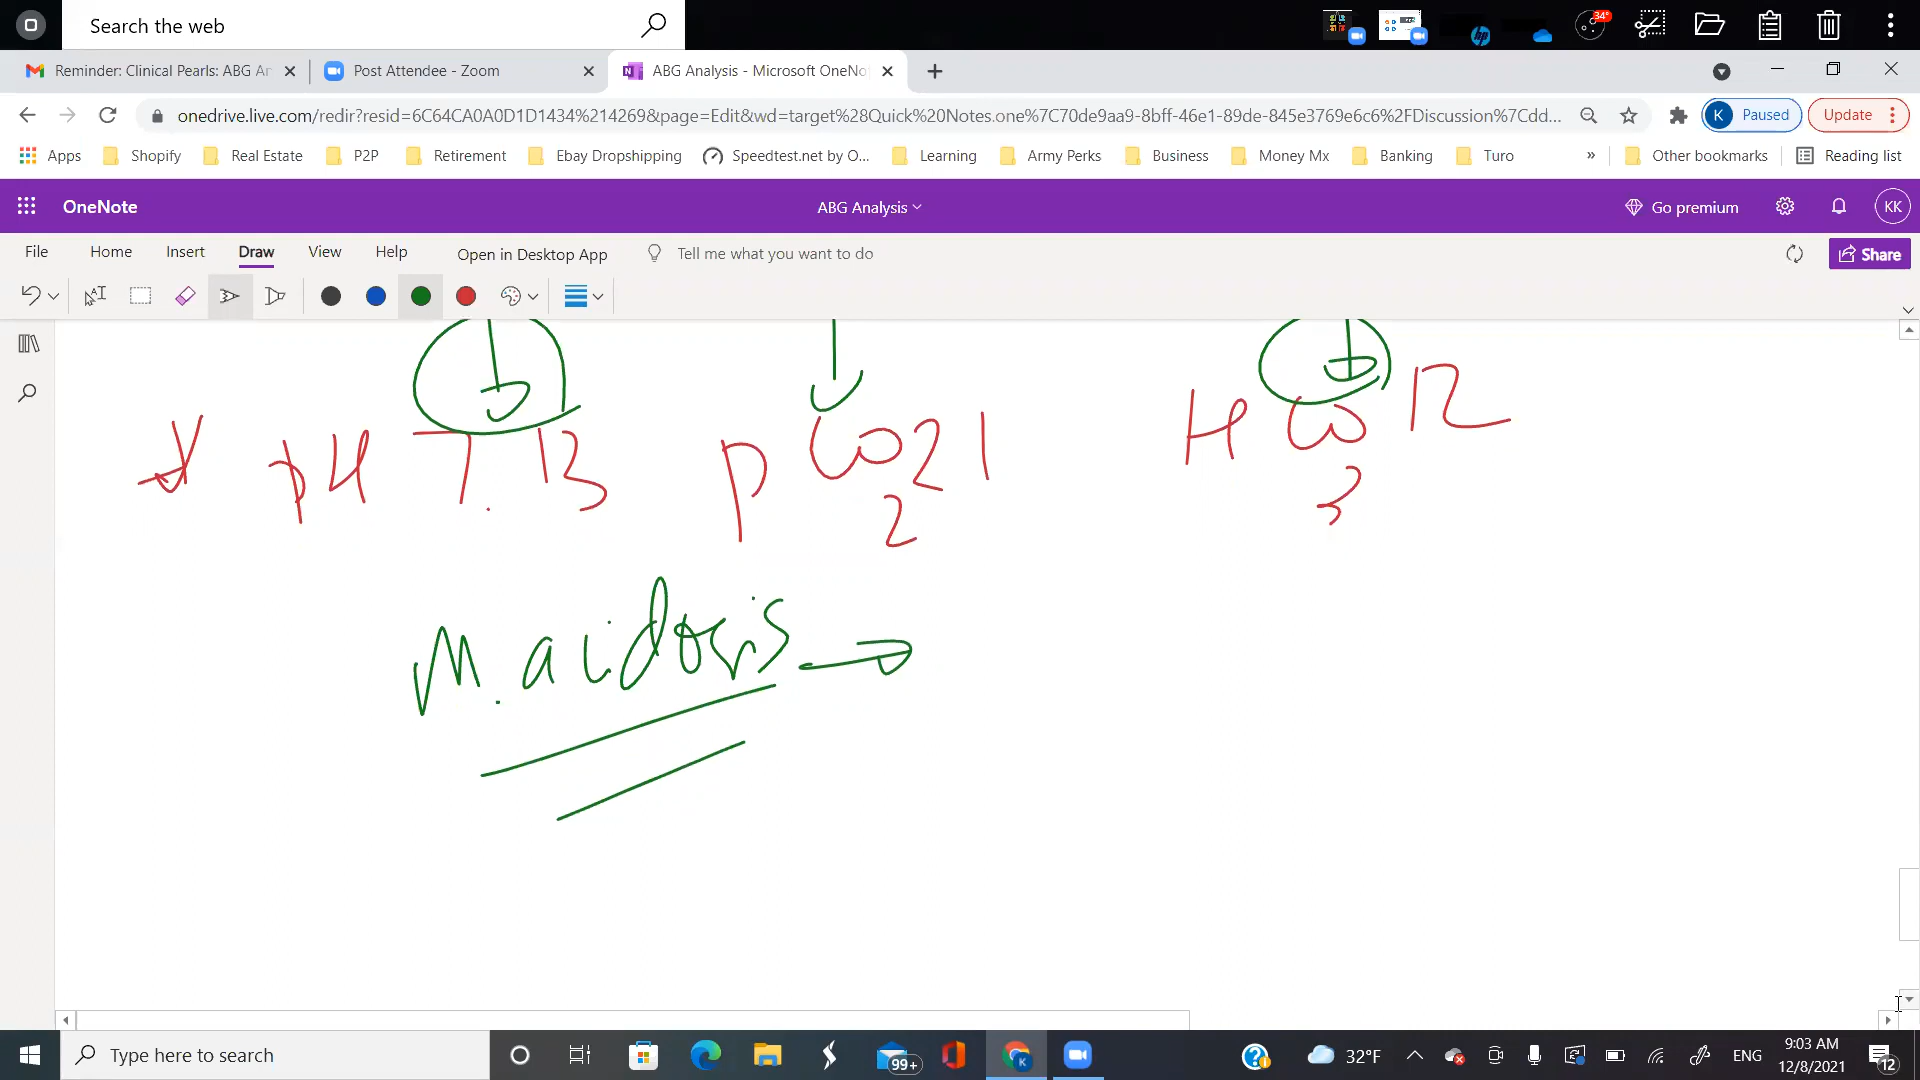 Search the web
34°
Reminder: Clinical Pearls: ABG An
Post Attendee - Zoom
ABG Analysis - Microsoft OneNo
onedrive.live.com/redir?resid=6C64CA0A0D1D1434%214269&page=Edit&wd=target%28Quick%20Notes.one%7C70de9aa9-8bff-46e1-89de-845e3769e6c6%2FDiscussion%7Cdd...
K Paused
Update
Apps
Shopify
Real Estate
P2P
Retirement
Ebay Dropshipping
Speedtest.net by O...
Learning
Army Perks
Business
Money Mx
Banking
Turo
»
Other bookmarks
Reading list
OneNote
ABG Analysis
Go premium
KK
File
Home
Insert
Draw
View
Help
Open in Desktop App
Tell me what you want to do
Share
pH 7.13 pCO2 21 HCO3 12
M. acidosis →
Type here to search
99+
32°F
ENG
9:03 AM
12/8/2021
12